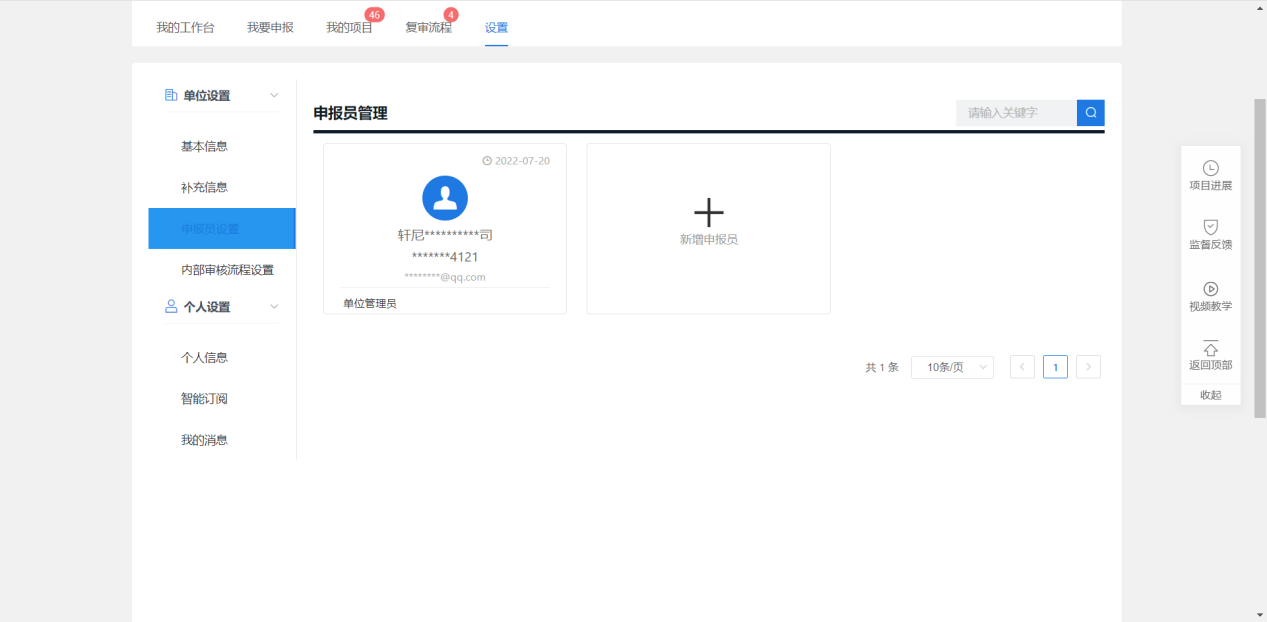 我的工作台 我要申报 我的项目 46 复审流程 4 设置
单位设置
基本信息
补充信息
申报员设置
内部审核流程设置
个人设置
个人信息
智能订阅
我的消息
申报员管理
请输入关键字
2022-07-20
轩尼**********司
*******4121
********@qq.com
单位管理员
新增申报员
共 1 条 10条/页 1
项目进展
监督反馈
视频教学
返回顶部
收起